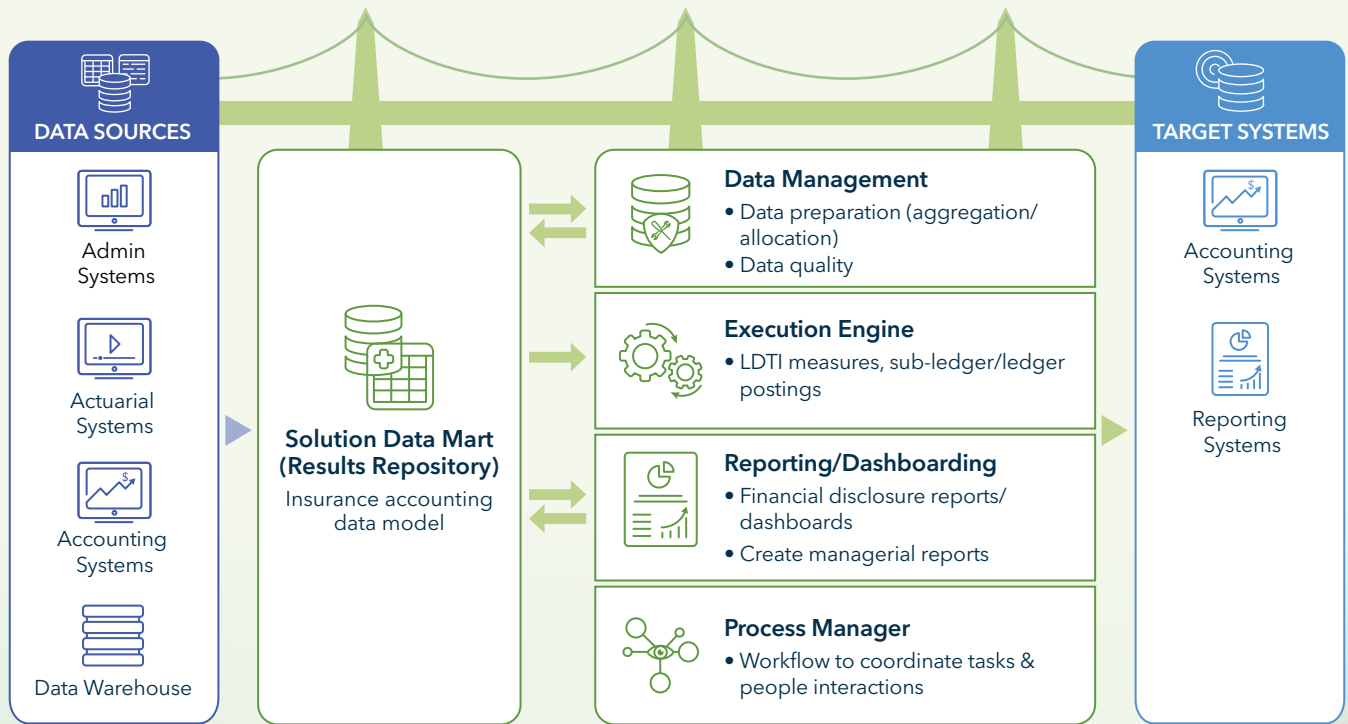 DATA SOURCES
Admin
Systems
Actuarial
Systems
Accounting
Systems
Data Warehouse
Solution Data Mart
(Results Repository)
Insurance accounting
data model
Data Management
• Data preparation (aggregation/
allocation)
• Data quality
Execution Engine
• LDTI measures, sub-ledger/ledger
postings
Reporting/Dashboarding
• Financial disclosure reports/
dashboards
• Create managerial reports
Process Manager
• Workflow to coordinate tasks &
people interactions
TARGET SYSTEMS
Accounting
Systems
Reporting
Systems